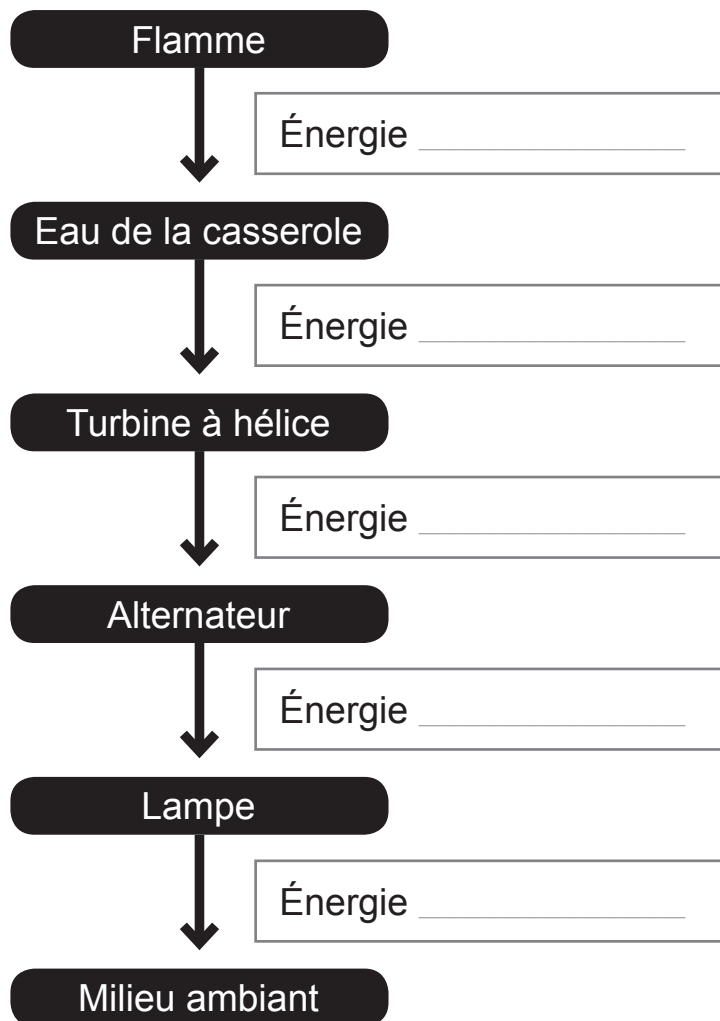 Flamme
Énergie
Eau de la casserole
Énergie
Turbine à hélice
Énergie
Alternateur
Énergie
Lampe
Énergie
Milieu ambiant